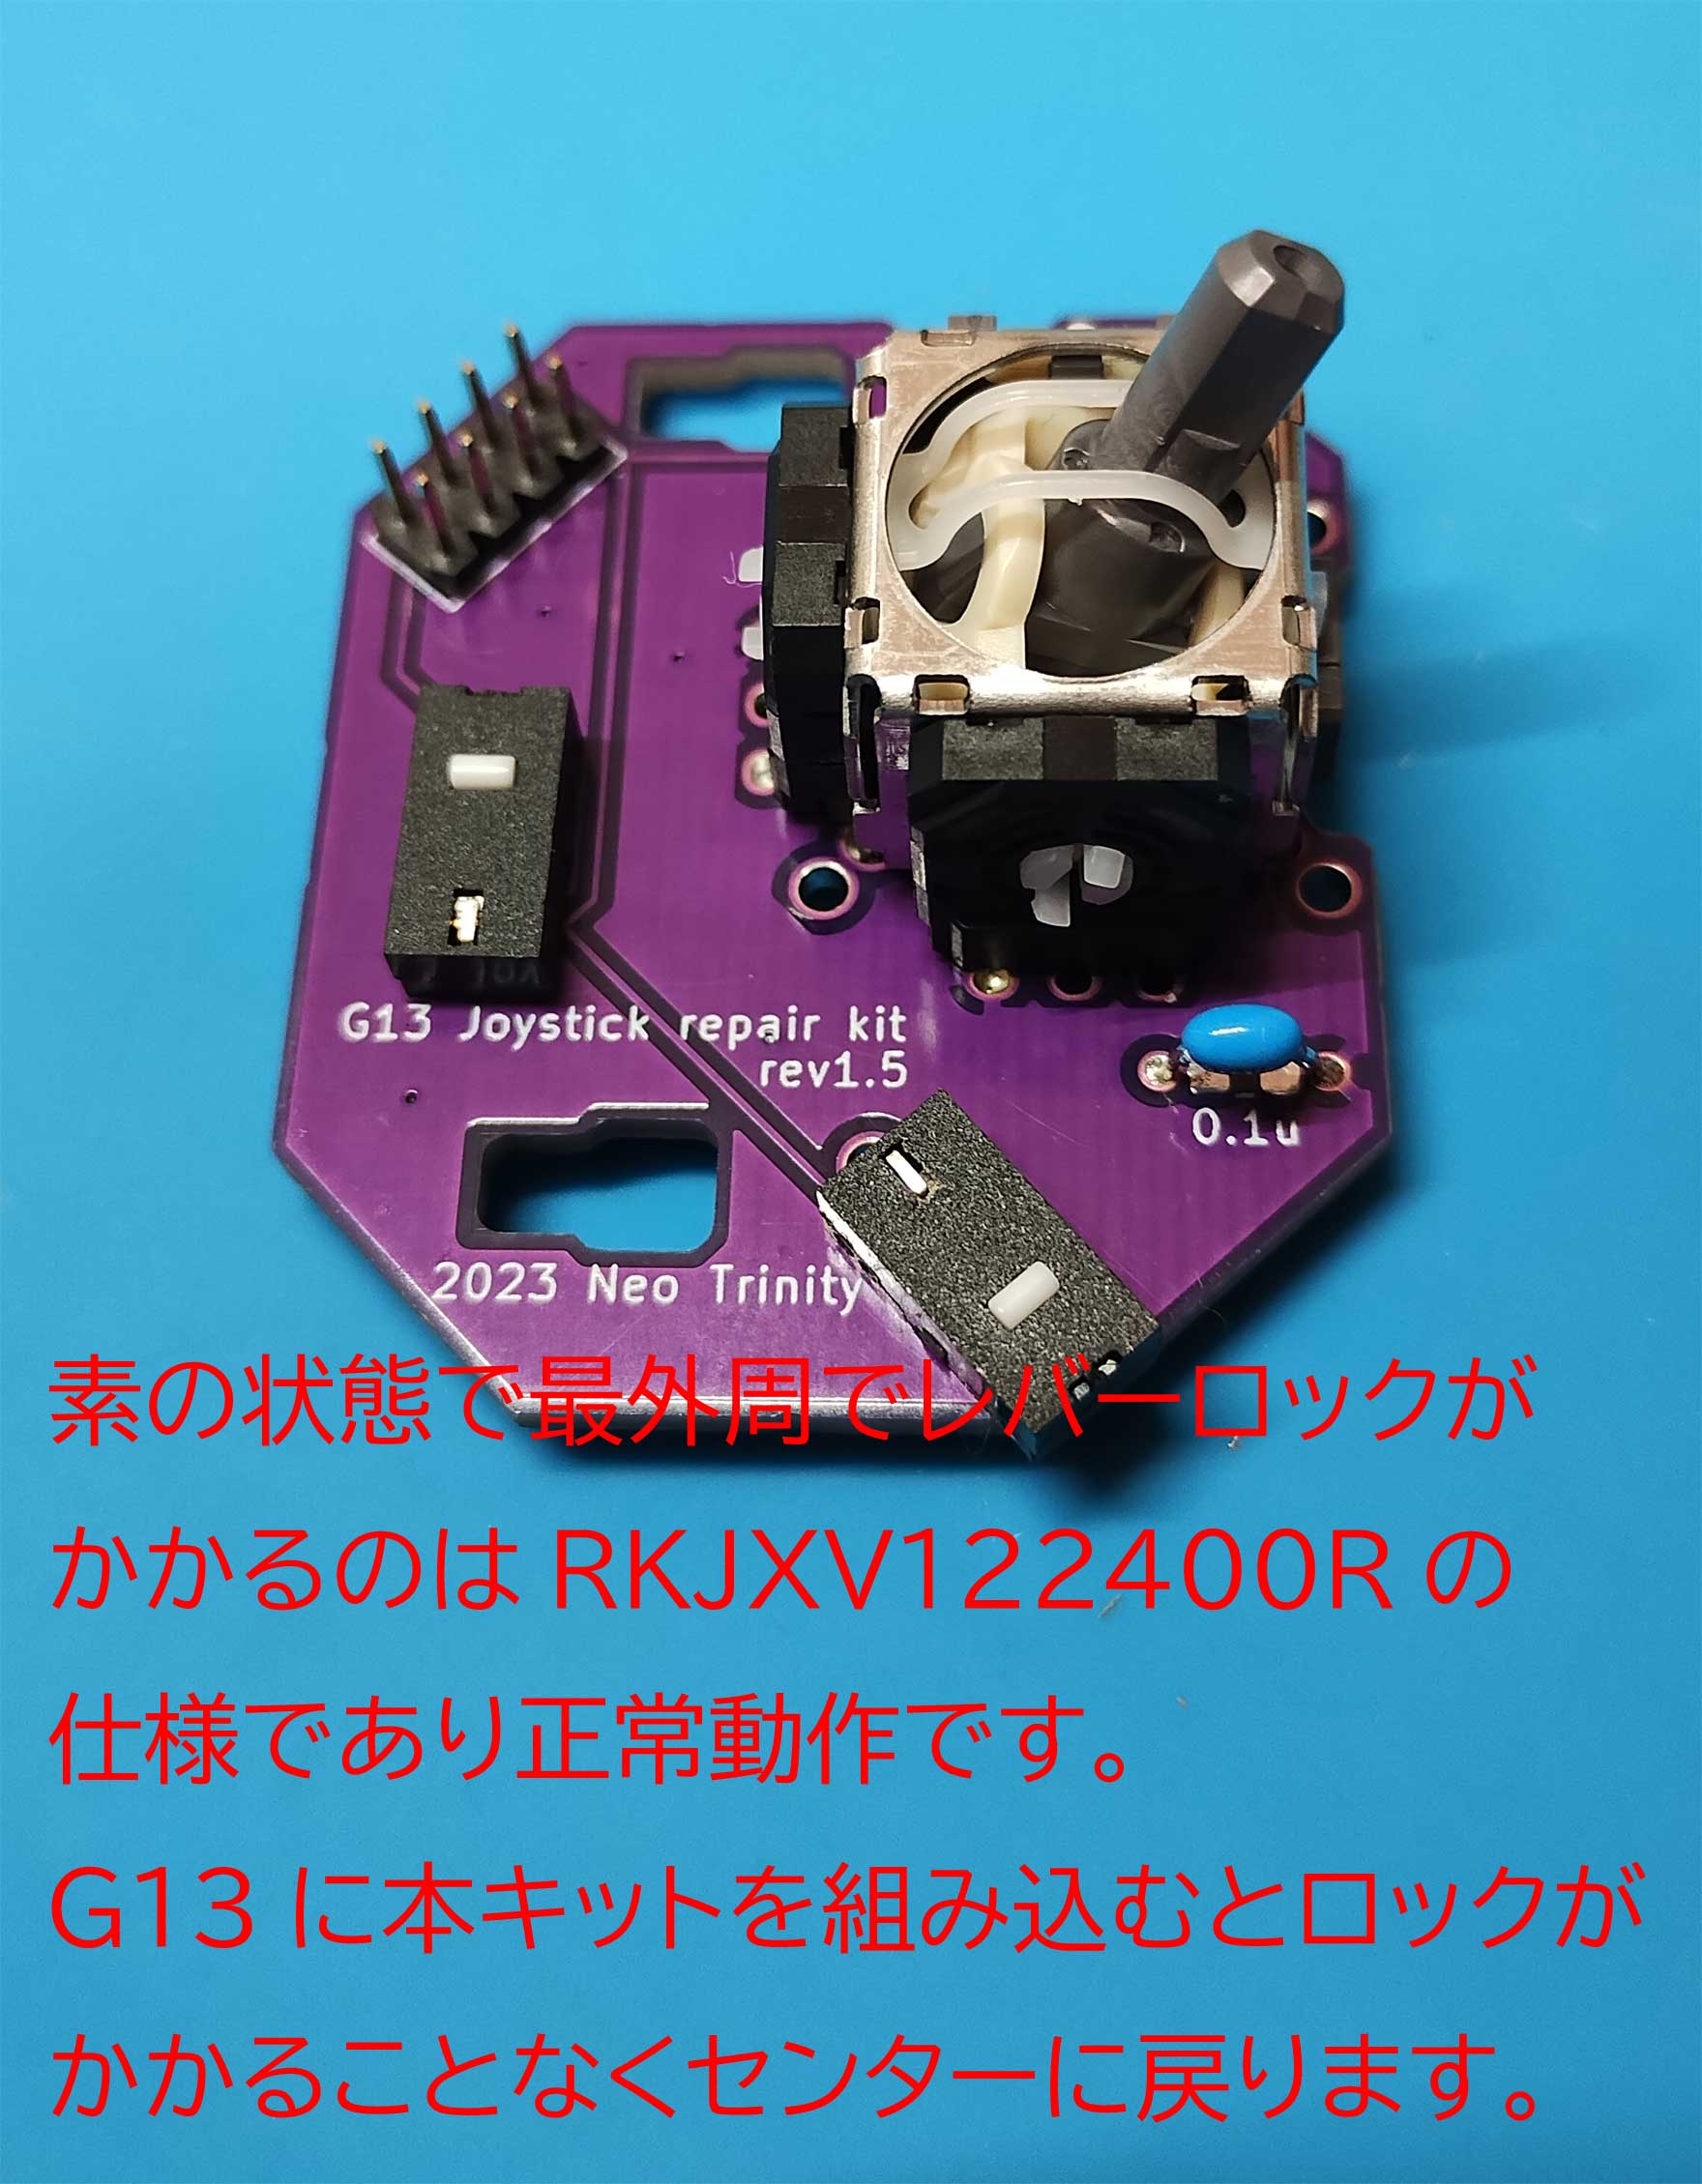 G13 Joystick repair kit
rev1.5
0.1u
2023 Neo Trinity
素の状態で最外周でレバーロックが
かかるのは RKJXV122400R の
仕様であり正常動作です。
G13 に本キットを組み込むとロックが
かかることなくセンターに戻ります。